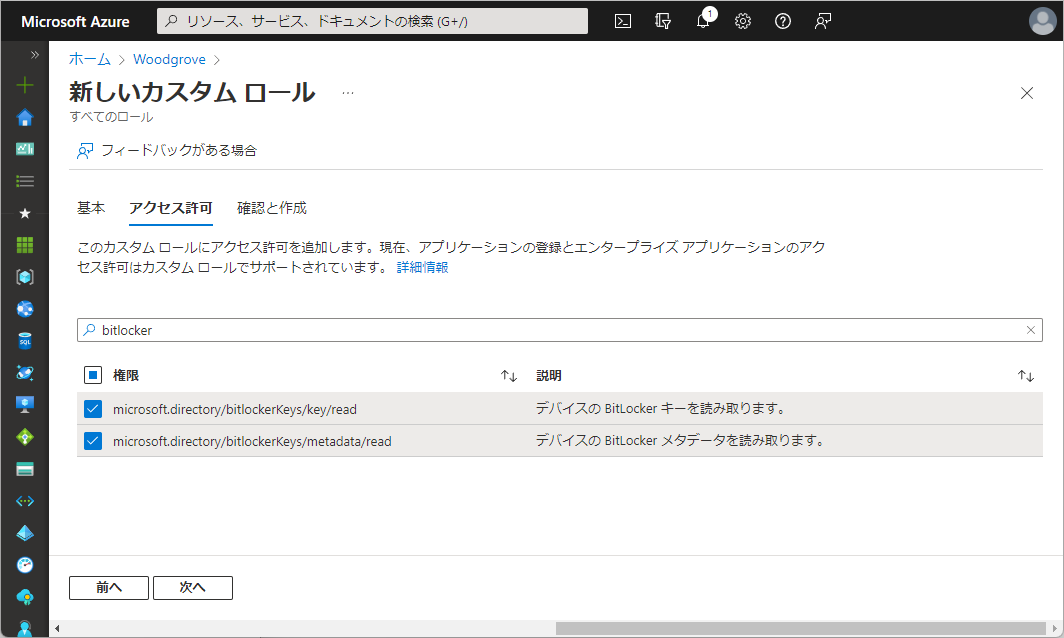 Microsoft Azure
リソース、サービス、ドキュメントの検索 (G+/)
1
ホーム > Woodgrove >
新しいカスタム ロール ...
すべてのロール
フィードバックがある場合
基本 アクセス許可 確認と作成
このカスタム ロールにアクセス許可を追加します。現在、アプリケーションの登録とエンタープライズ アプリケーションのアク
セス許可はカスタム ロールでサポートされています。 詳細情報
bitlocker
権限 説明
microsoft.directory/bitlockerKeys/key/read デバイスの BitLocker キーを読み取ります。
microsoft.directory/bitlockerKeys/metadata/read デバイスの BitLocker メタデータを読み取ります。
前へ 次へ